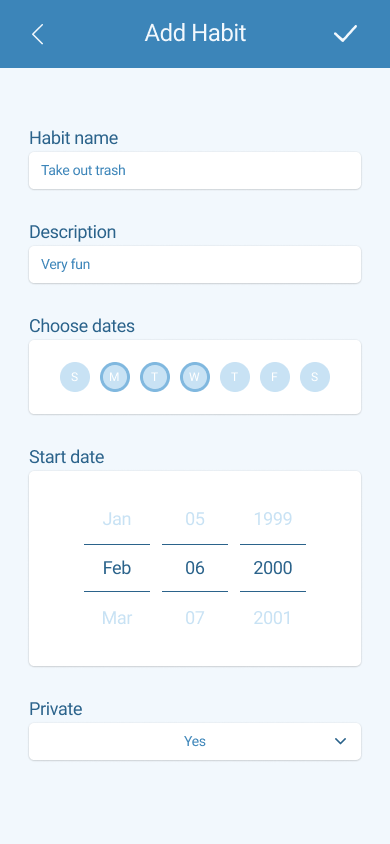 Add Habit
Habit name
Take out trash
Description
Very fun
Choose dates
S M T W T F S
Start date
Jan 05 1999
Feb 06 2000
Mar 07 2001
Private
Yes